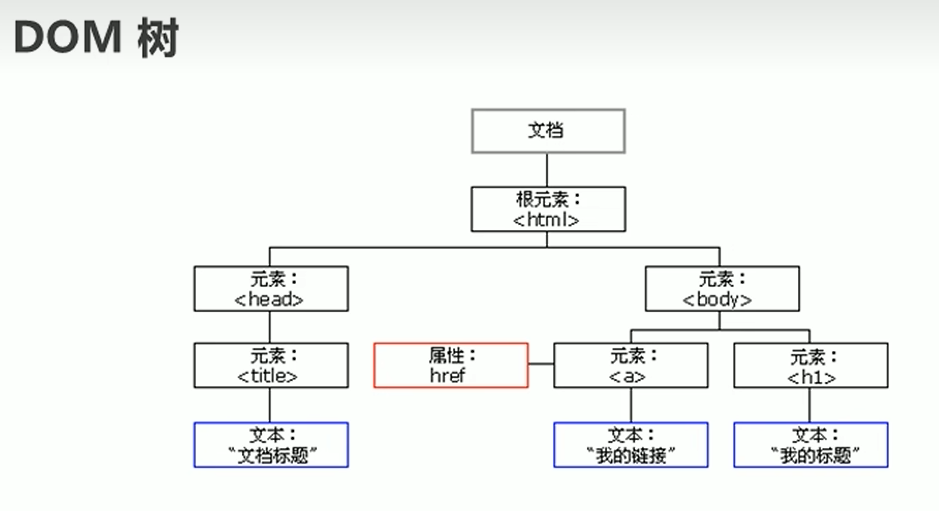 DOM 树
文档
根元素：
<html>
元素：
<head>
元素：
<body>
元素：
<title>
属性：
href
元素：
<a>
元素：
<h1>
文本：
“文档标题”
文本：
“我的链接”
文本：
“我的标题”